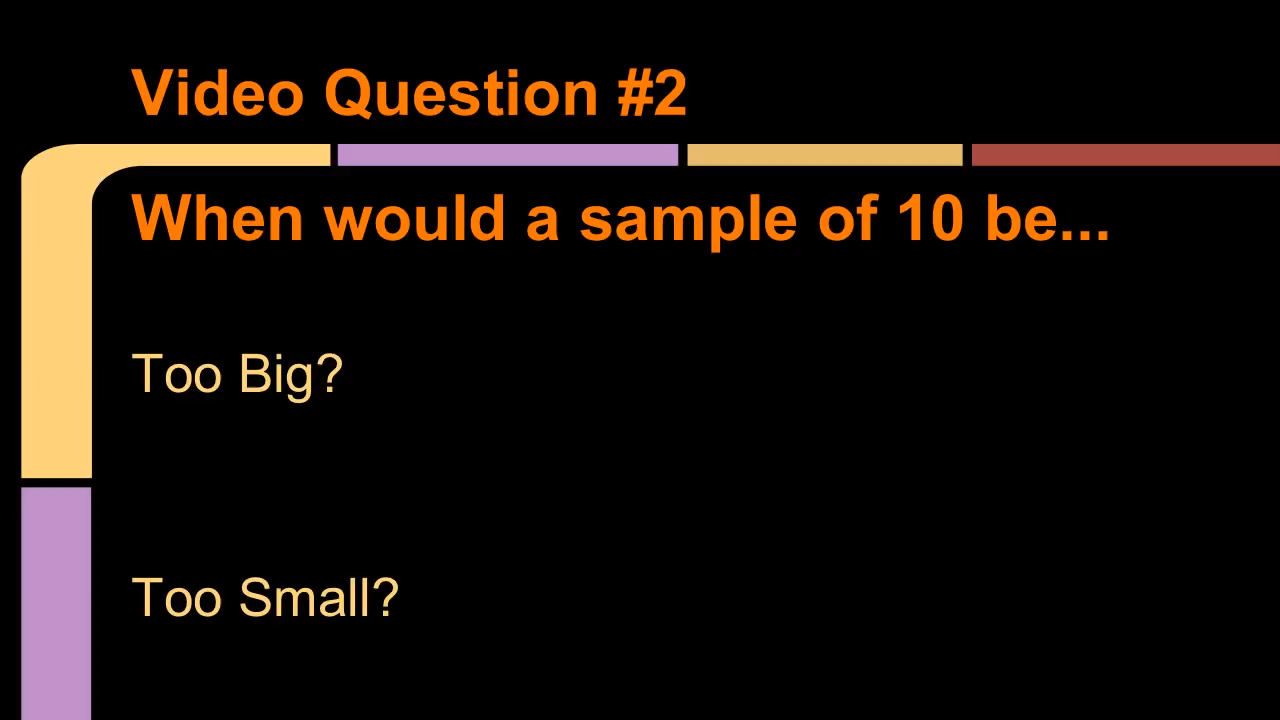 Video Question #2
When would a sample of 10 be...
Too Big?
Too Small?